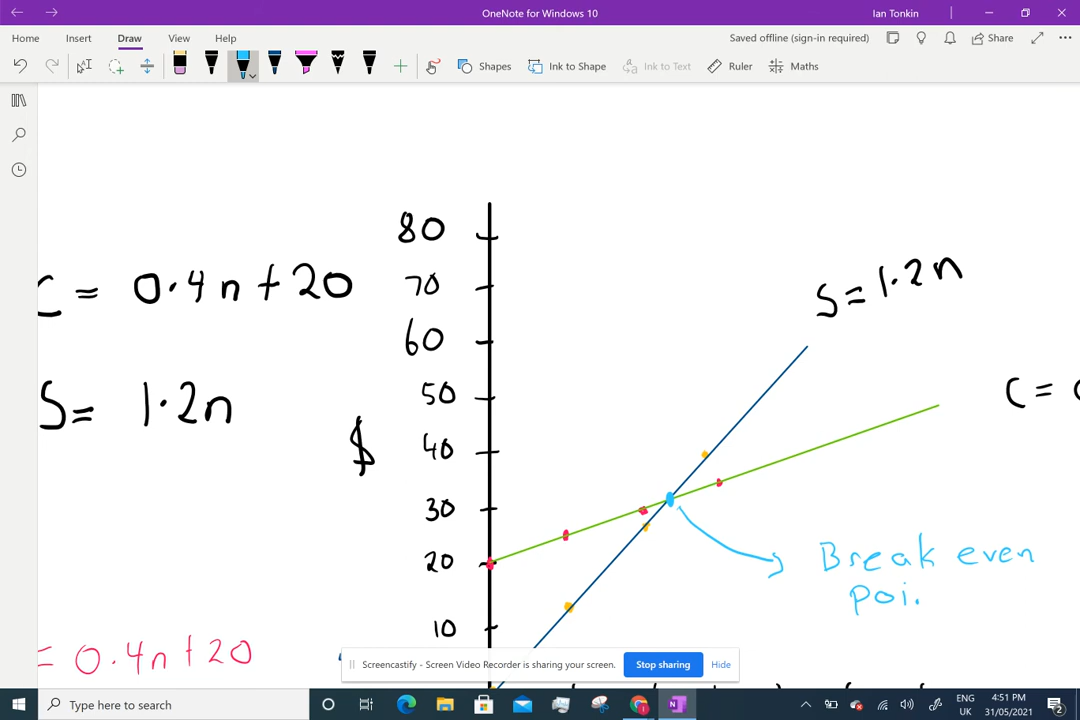 OneNote for Windows 10
Ian Tonkin
Home Insert Draw View Help
Saved offline (sign-in required)
Share
Shapes
Ink to Shape
Ink to Text
Ruler
Maths
80
C = 0.4n+20
70
S=1.2n
60
50
C =
S= 1.2n
$
40
30
20
Break even
poi.
10
= 0.4n+20
Screencastify - Screen Video Recorder is sharing your screen.
Stop sharing
Hide
Type here to search
ENG
UK
4:51 PM
31/05/2021
2